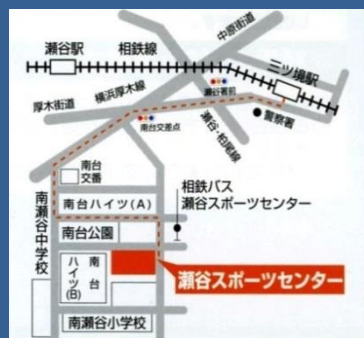 中原街道
瀬谷駅
相鉄線
三ツ境駅
厚木街道
横浜厚木線
瀬谷署前
警察署
南台交差点
瀬谷・柏尾線
南台
交番
南台ハイツ(A)
相鉄バス
瀬谷スポーツセンター
南瀬谷中学校
南台公園
南台
ハイツ(B)
瀬谷スポーツセンター
南瀬谷小学校